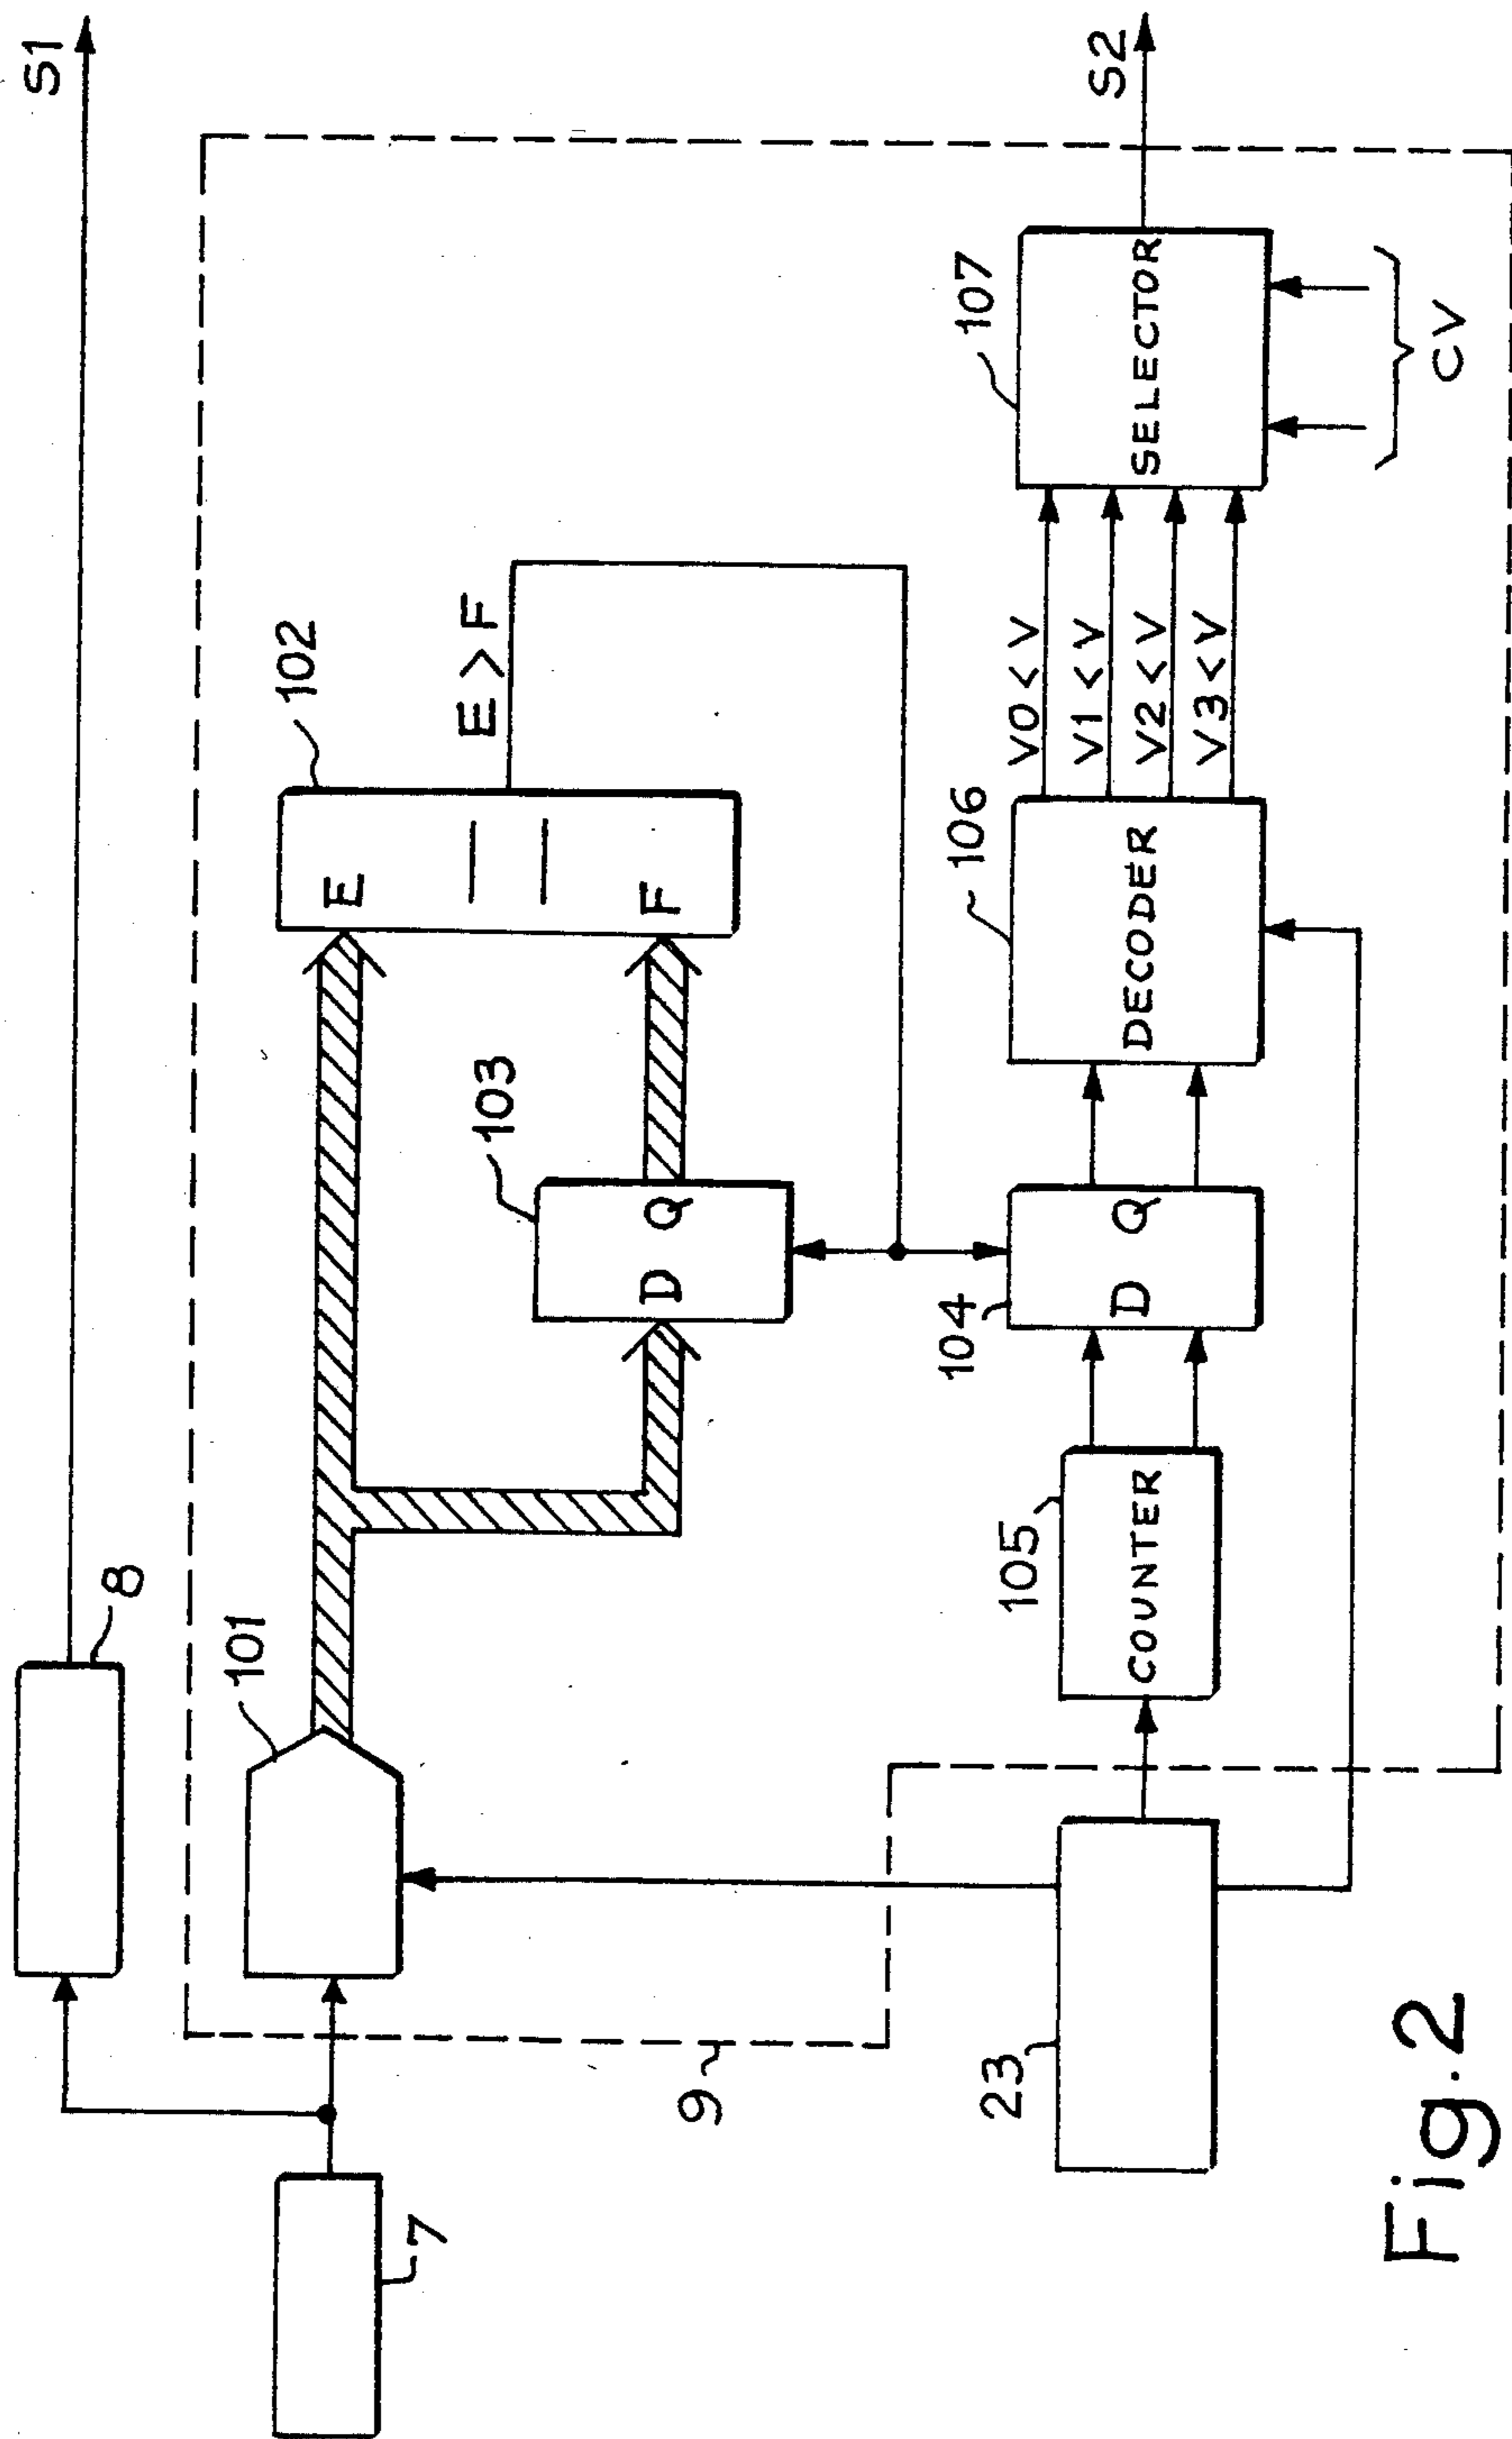 S1
8
101
102
E
F
E > F
103
D Q
7
9
104
D Q
105
COUNTER
106
DECODER
V0 < V
V1 < V
V2 < V
V3 < V
107
SELECTOR
S2
CV
23
Fig. 2